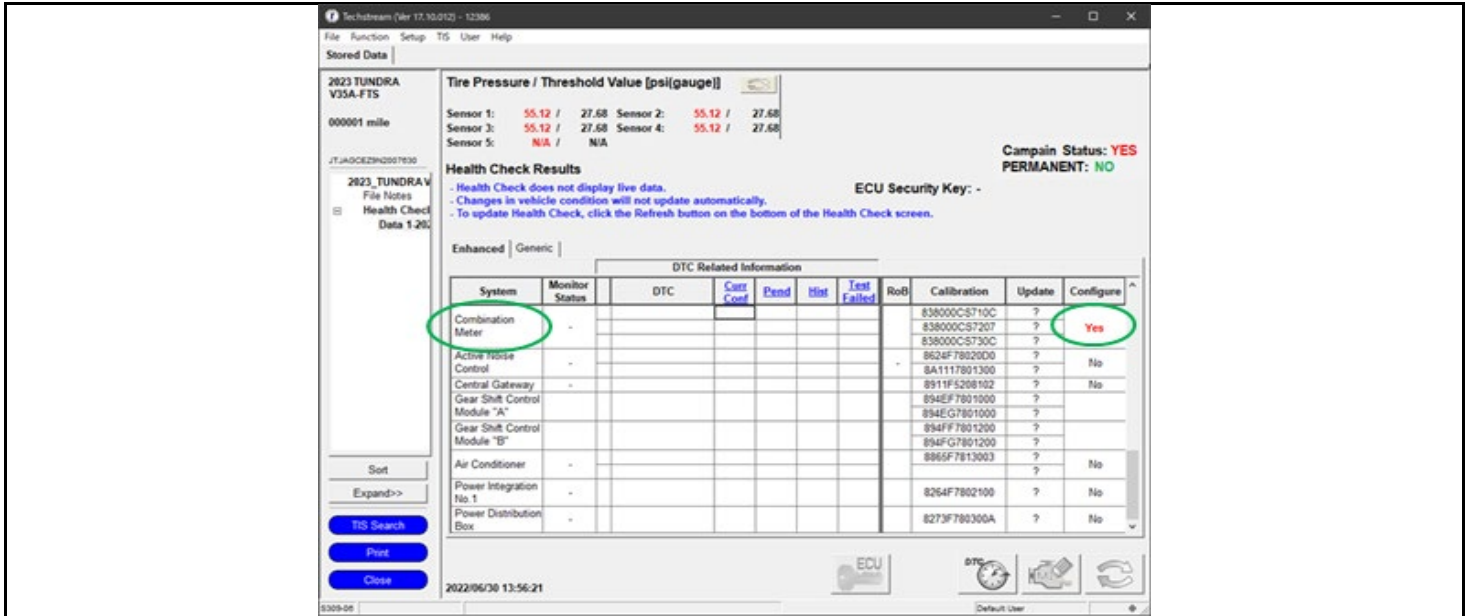 Techstream (Ver 17.10.012) - 12386
File Function Setup TIS User Help
Stored Data
2023 TUNDRA
V35A-FTS
000001 mile
JTJAGCEZ9N2007630
2023_TUNDRA V
File Notes
Health Checl
Data 1-202
Sort
Expand>>
TIS Search
Print
Close
Tire Pressure / Threshold Value [psi(gauge)]
Sensor 1: 55.12 / 27.68 Sensor 2: 55.12 / 27.68
Sensor 3: 55.12 / 27.68 Sensor 4: 55.12 / 27.68
Sensor 5: N/A / N/A
Campain Status: YES
PERMANENT: NO
Health Check Results
- Health Check does not display live data.
ECU Security Key: -
- Changes in vehicle condition will not update automatically.
- To update Health Check, click the Refresh button on the bottom of the Health Check screen.
Enhanced Generic
DTC Related Information
System Monitor Status DTC Curr Conf Pend Hist Test Failed RoB Calibration Update Configure
Combination Meter - 838000CS710C ? Yes
838000CS7207 ?
838000CS730C ?
Active Noise Control - - 8624F78020D0 ? No
8A1117801300 ?
Central Gateway - 8911F5208102 ? No
Gear Shift Control Module "A" 894EF7801000 ?
894EG7801000 ?
Gear Shift Control Module "B" 894FF7801200 ?
894FG7801200 ?
Air Conditioner - 8865F7813003 ? No
?
Power Integration No.1 - 8264F7802100 ? No
Power Distribution Box - 8273F780300A ? No
ECU
DTC
2022/06/30 13:56:21
S309-06
Default User